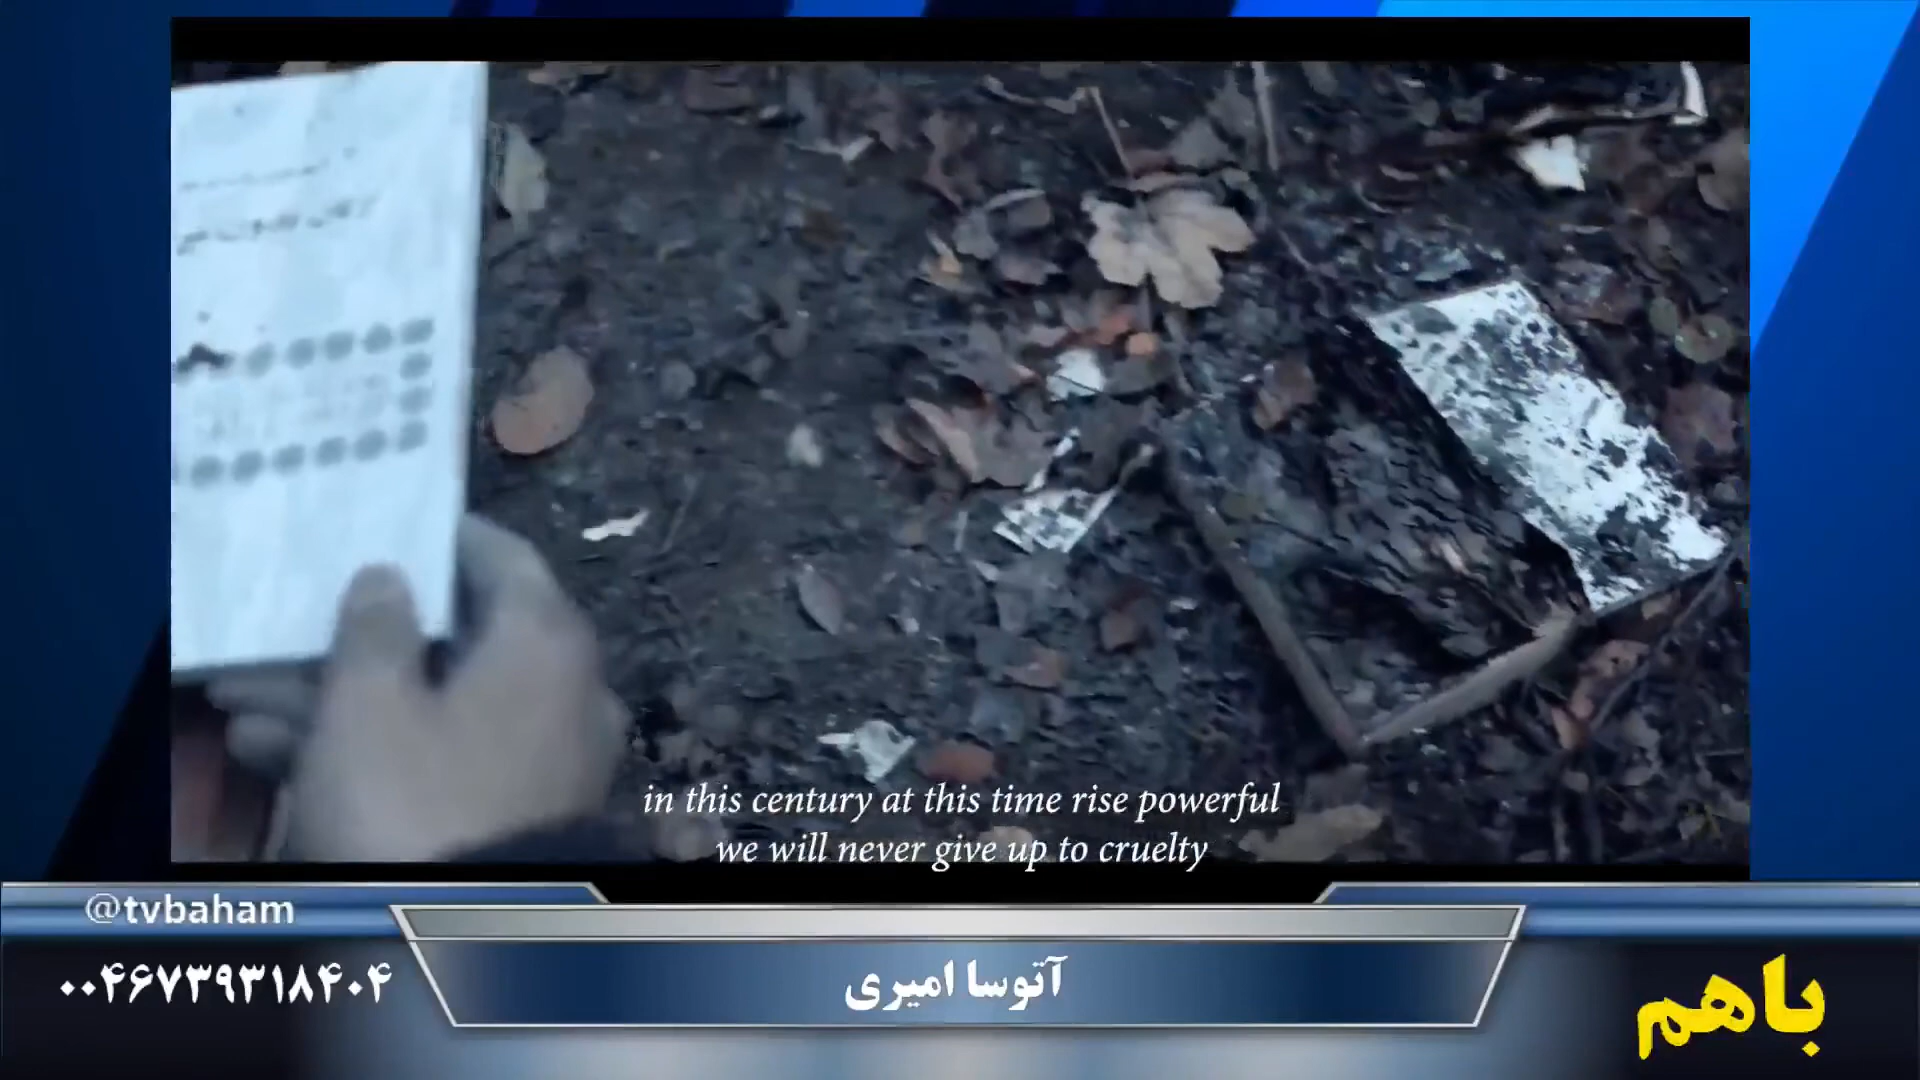 in this century at this time rise powerful
we will never give up to cruelty
@tvbaham
۰۰۴۶۷۳۹۳۱۸۴۰۴
آتوسا امیری
باهم